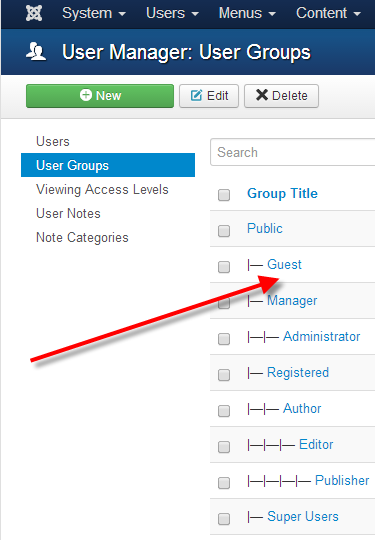 System Users Menus Content
User Manager: User Groups
New Edit Delete
Users
User Groups
Viewing Access Levels
User Notes
Note Categories
Search
Group Title
Public
|— Guest
|— Manager
|—|— Administrator
|— Registered
|—|— Author
|—|—|— Editor
|—|—|—|— Publisher
|— Super Users